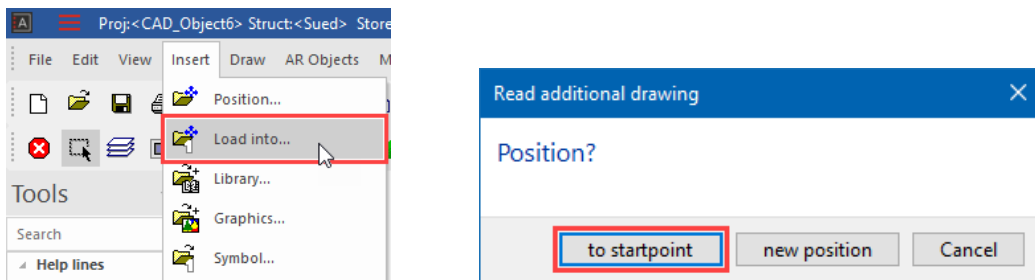 Proj:<CAD_Object6> Struct:<Sued> Store
File Edit View Insert Draw AR Objects M
Position...
Load into...
Library...
Graphics...
Symbol...
Tools
Search
Help lines
Read additional drawing
Position?
to startpoint new position Cancel